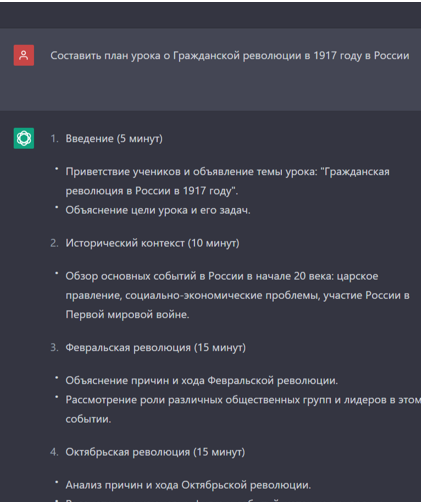 Составить план урока о Гражданской революции в 1917 году в России
1. Введение (5 минут)
• Приветствие учеников и объявление темы урока: "Гражданская
революция в России в 1917 году".
• Объяснение цели урока и его задач.
2. Исторический контекст (10 минут)
• Обзор основных событий в России в начале 20 века: царское
правление, социально-экономические проблемы, участие России в
Первой мировой войне.
3. Февральская революция (15 минут)
• Объяснение причин и хода Февральской революции.
• Рассмотрение роли различных общественных групп и лидеров в этом
событии.
4. Октябрьская революция (15 минут)
• Анализ причин и хода Октябрьской революции.